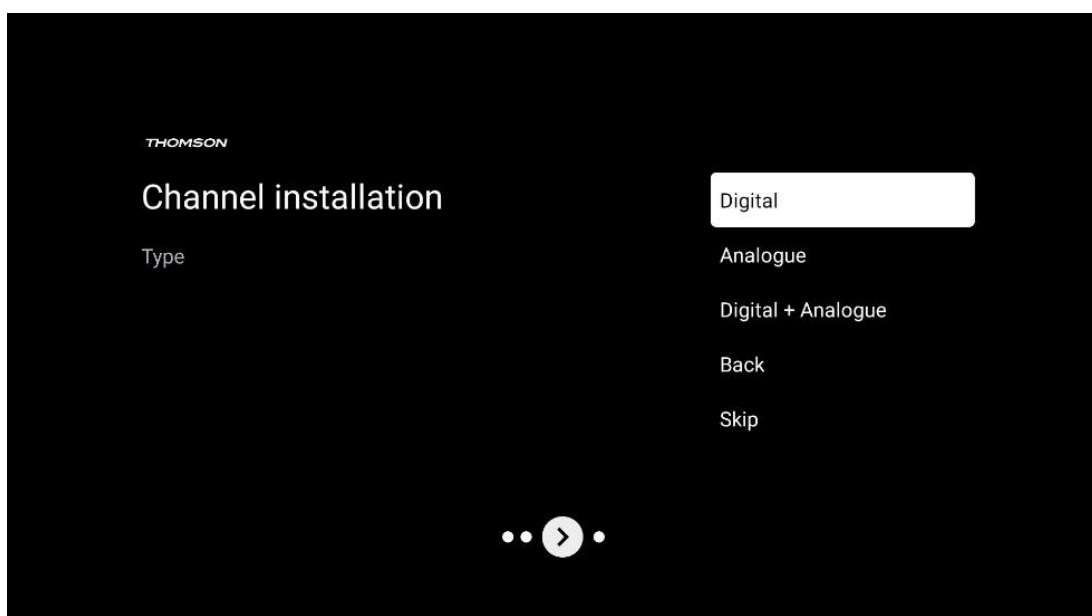 THOMSON
Channel installation
Type
Digital
Analogue
Digital + Analogue
Back
Skip